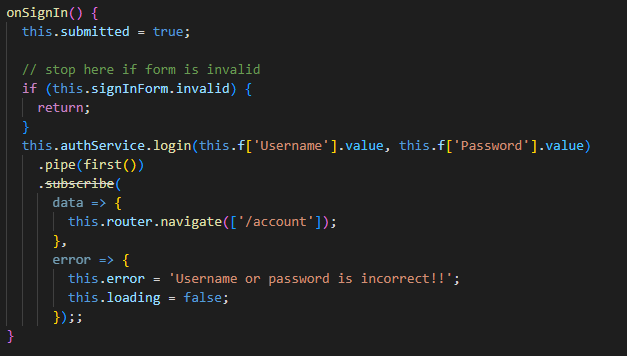 onSignIn() {
  this.submitted = true;

  // stop here if form is invalid
  if (this.signInForm.invalid) {
    return;
  }
  this.authService.login(this.f['Username'].value, this.f['Password'].value)
    .pipe(first())
    .subscribe(
      data => {
        this.router.navigate(['/account']);
      },
      error => {
        this.error = 'Username or password is incorrect!!';
        this.loading = false;
      });;
}